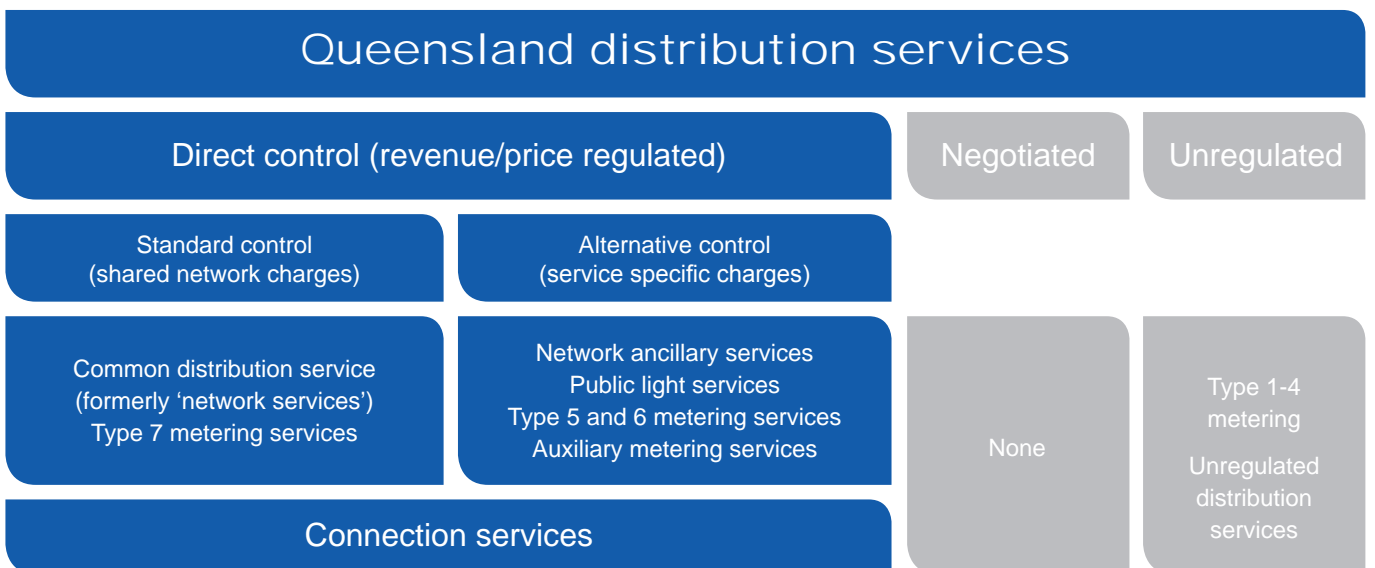 Queensland distribution services
Direct control (revenue/price regulated)
Negotiated
Unregulated
Standard control
(shared network charges)
Alternative control
(service specific charges)
Common distribution service
(formerly ‘network services’)
Type 7 metering services
Network ancillary services
Public light services
Type 5 and 6 metering services
Auxiliary metering services
None
Type 1-4
metering
Unregulated
distribution
services
Connection services